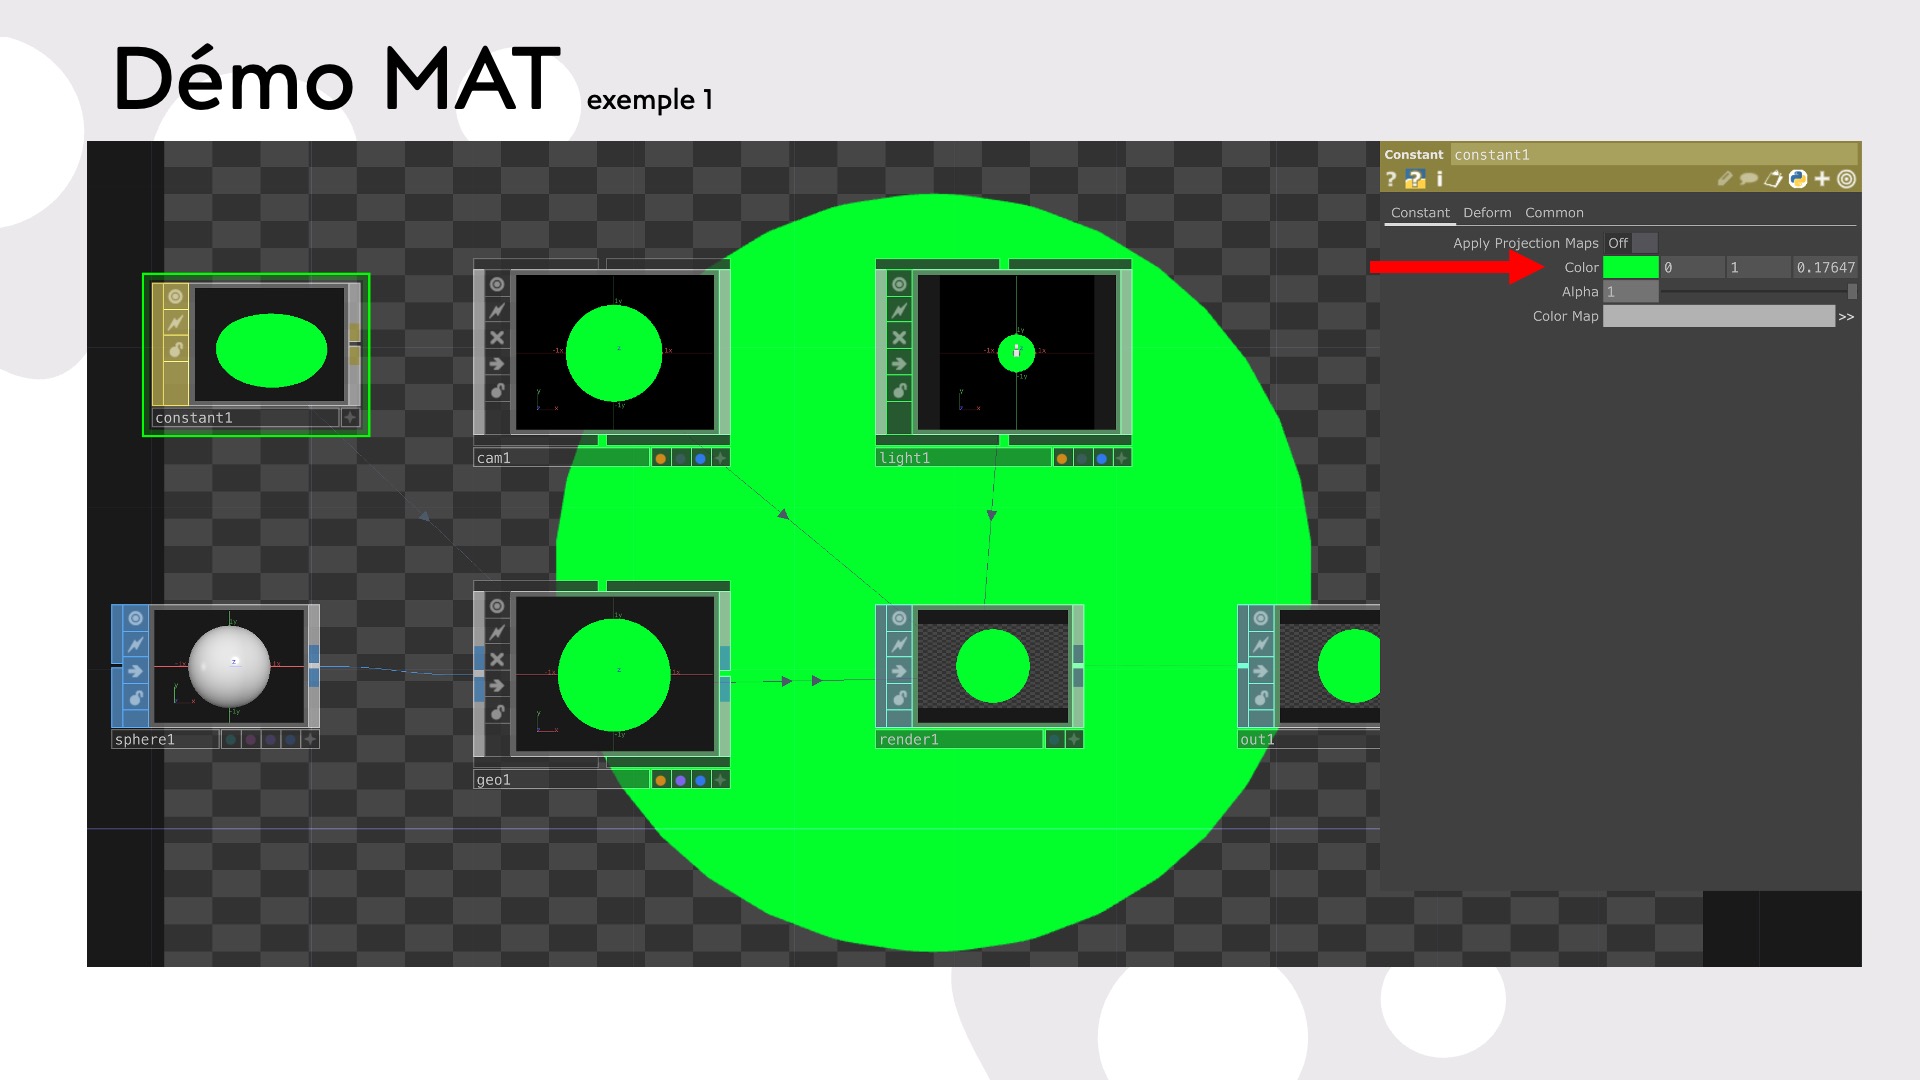 Démo MAT exemple 1
Constant constant1
Constant Deform Common
Apply Projection Maps Off
Color 0 1 0.17647
Alpha 1
Color Map >>
constant1
cam1
light1
sphere1
geo1
render1
out1